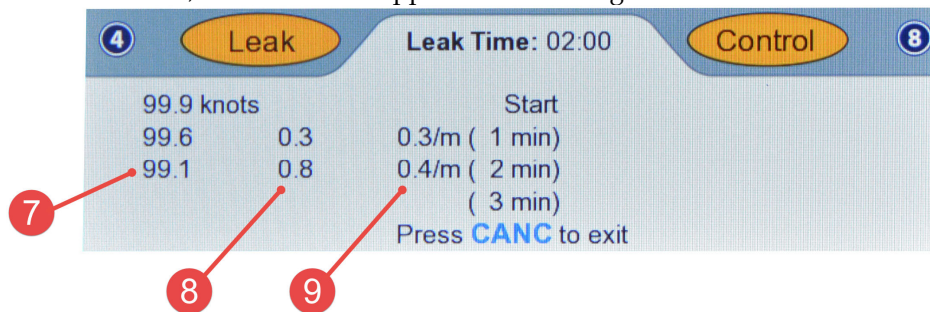 4 Leak Leak Time: 02:00 Control 8
99.9 knots Start
99.6 0.3 0.3/m ( 1 min)
99.1 0.8 0.4/m ( 2 min)
( 3 min)
Press CANC to exit
7
8 9